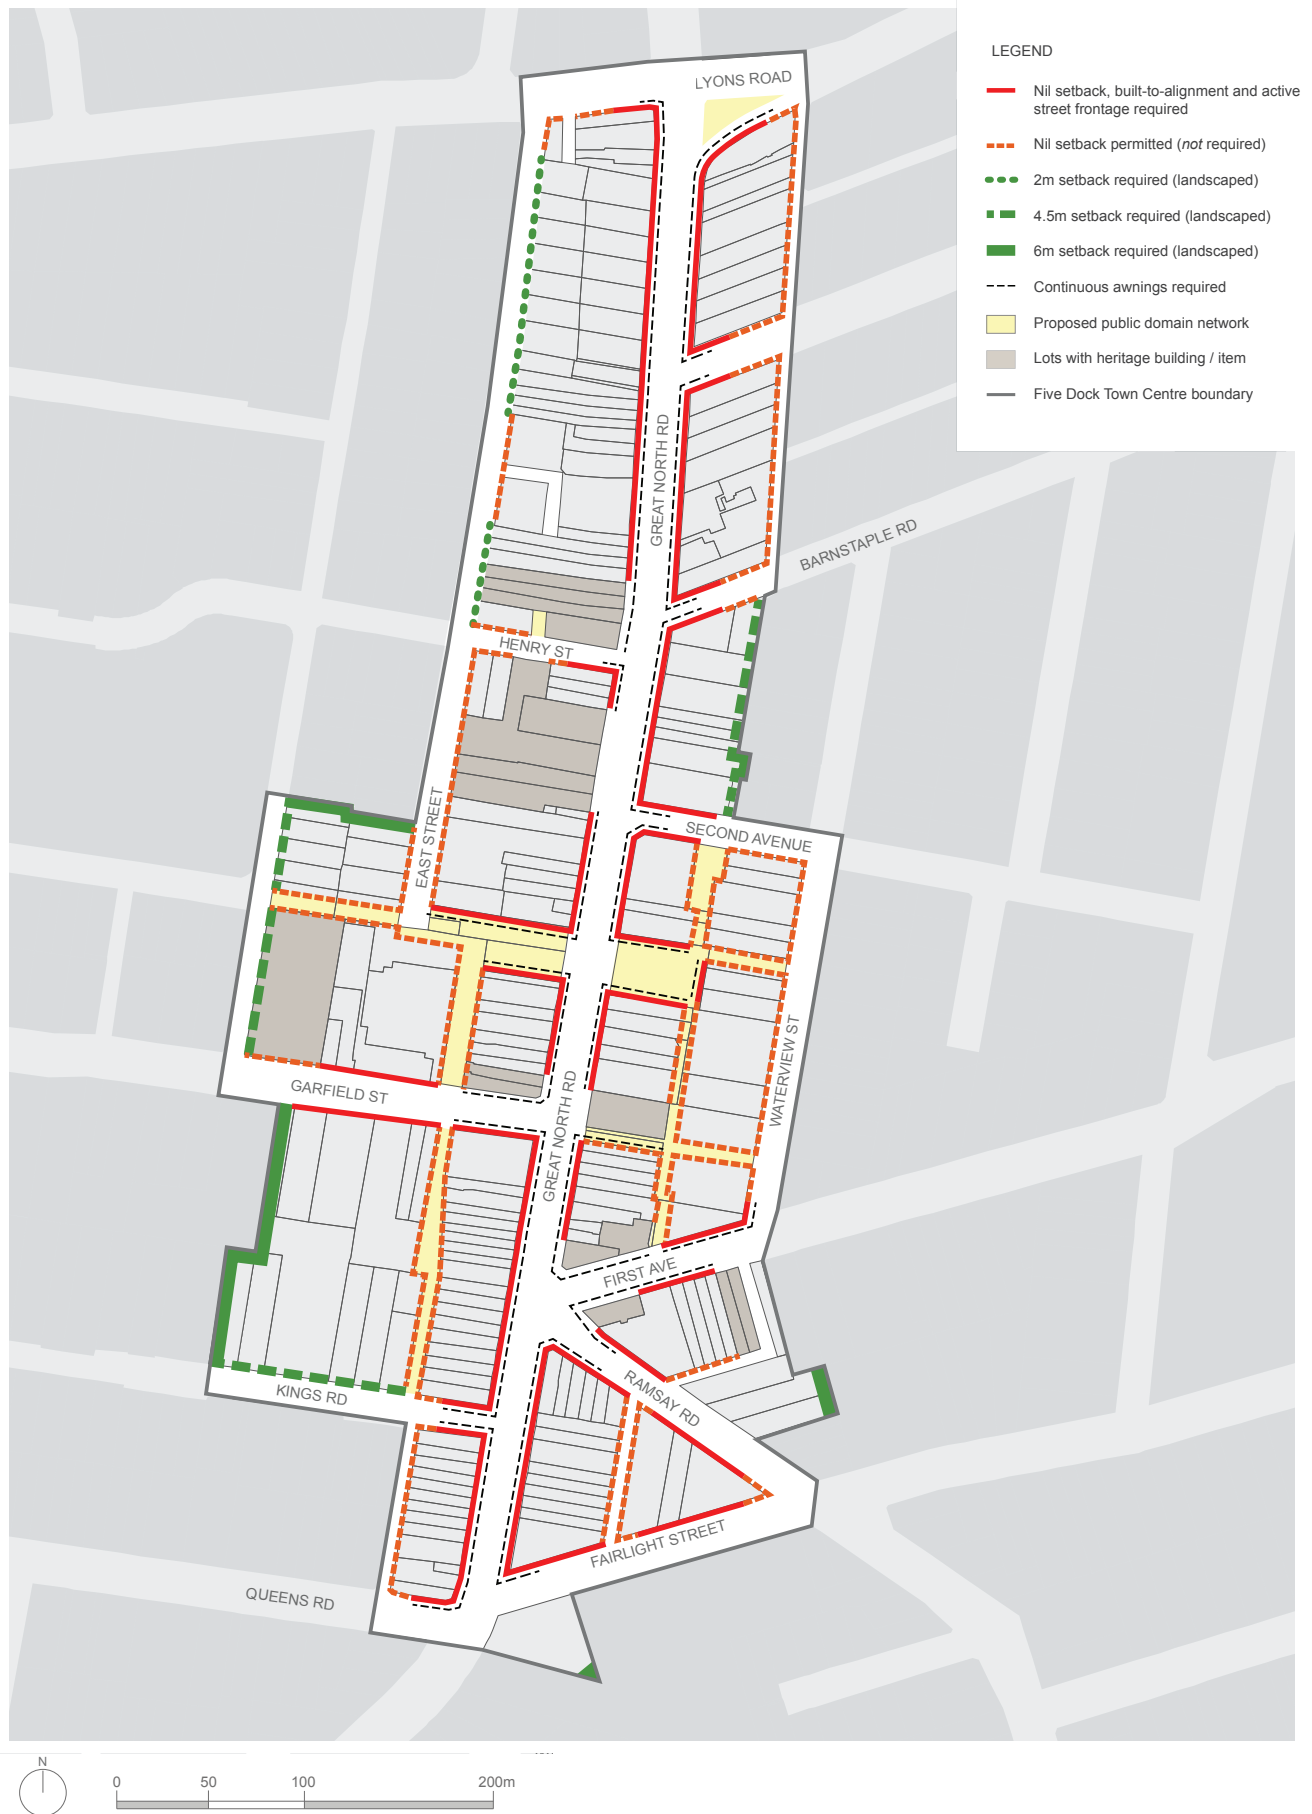 LEGEND
Nil setback, built-to-alignment and active
street frontage required
Nil setback permitted (not required)
2m setback required (landscaped)
4.5m setback required (landscaped)
6m setback required (landscaped)
Continuous awnings required
Proposed public domain network
Lots with heritage building / item
Five Dock Town Centre boundary
LYONS ROAD
GREAT NORTH RD
BARNSTAPLE RD
HENRY ST
EAST STREET
SECOND AVENUE
WATERVIEW ST
GARFIELD ST
GREAT NORTH RD
FIRST AVE
RAMSAY RD
KINGS RD
FAIRLIGHT STREET
QUEENS RD
N
0 50 100 200m